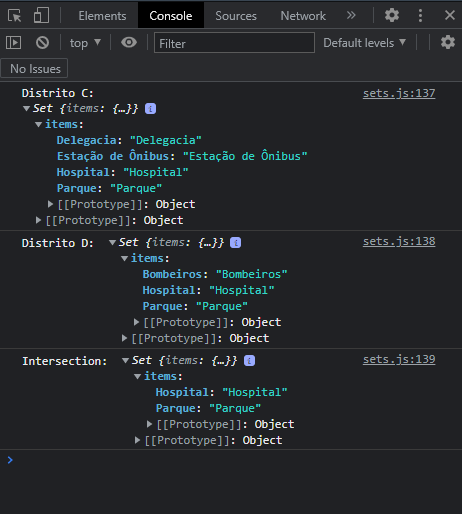 Elements Console Sources Network »
top ▼ Filter Default levels ▼
No Issues
Distrito C: sets.js:137
▼Set {items: {…}} i
▼items:
Delegacia: "Delegacia"
Estação de Ônibus: "Estação de Ônibus"
Hospital: "Hospital"
Parque: "Parque"
▶[[Prototype]]: Object
▶[[Prototype]]: Object
Distrito D: ▼Set {items: {…}} i sets.js:138
▼items:
Bombeiros: "Bombeiros"
Hospital: "Hospital"
Parque: "Parque"
▶[[Prototype]]: Object
▶[[Prototype]]: Object
Intersection: ▼Set {items: {…}} i sets.js:139
▼items:
Hospital: "Hospital"
Parque: "Parque"
▶[[Prototype]]: Object
▶[[Prototype]]: Object
>